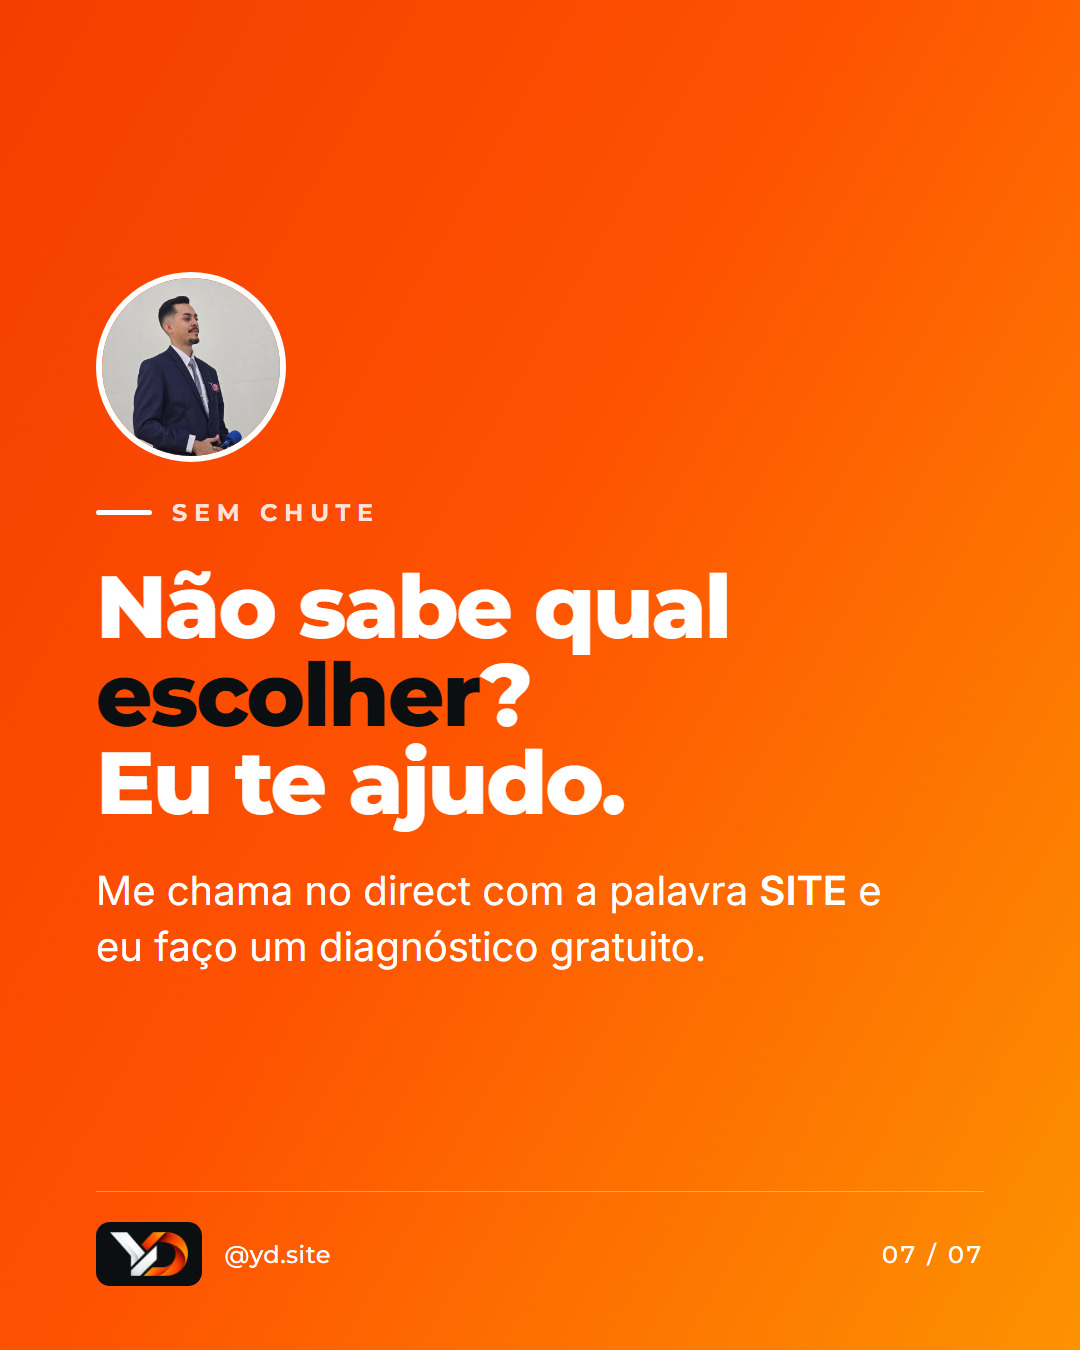 SEM CHUTE
Não sabe qual
escolher?
Eu te ajudo.
Me chama no direct com a palavra SITE e
eu faço um diagnóstico gratuito.
YD
@yd.site
07 / 07